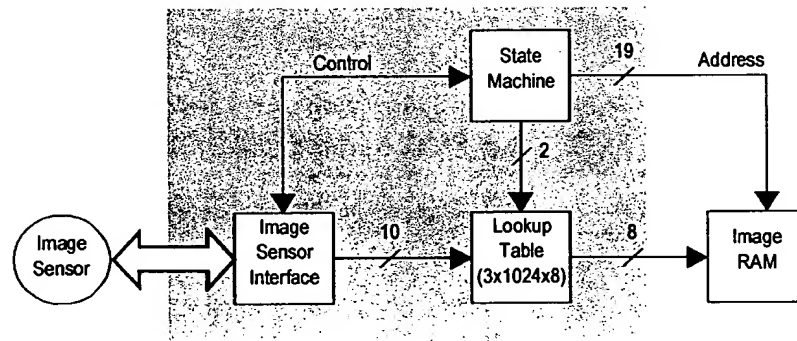 19
State
Machine
Control
Address
2
10
8
Image
Sensor
Image
Sensor
Interface
Lookup
Table
(3x1024x8)
Image
RAM